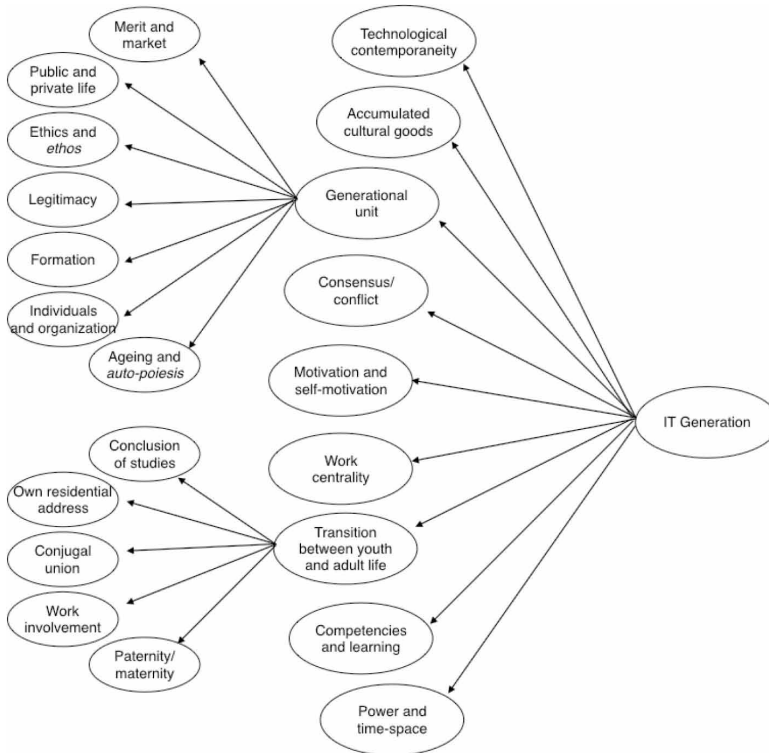 Merit and
market
Public and
private life
Ethics and
ethos
Legitimacy
Formation
Individuals
and organization
Ageing and
auto-poiesis
Technological
contemporaneity
Accumulated
cultural goods
Generational
unit
Consensus/
conflict
Motivation and
self-motivation
Work
centrality
Transition
between youth
and adult life
Competencies
and learning
Power and
time-space
Conclusion
of studies
Own residential
address
Conjugal
union
Work
involvement
Paternity/
maternity
IT Generation